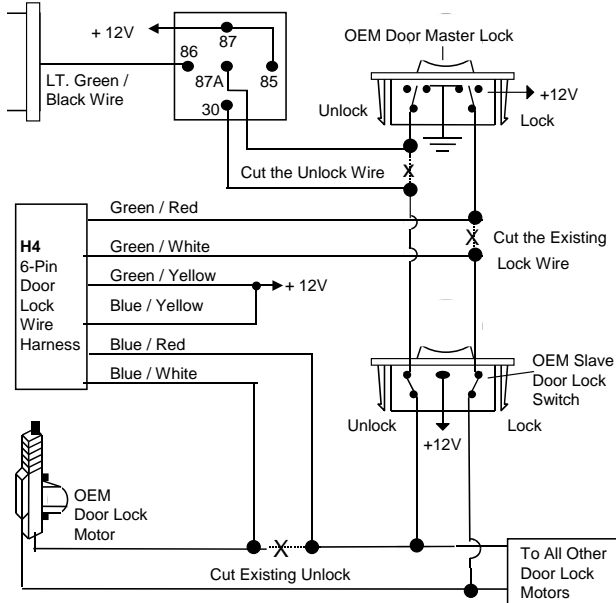 OEM Door Master Lock
+ 12V
87
86
87A
85
30
LT. Green /
Black Wire
+12V
Unlock
Lock
Cut the Unlock Wire
X
Green / Red
X
Cut the Existing
Lock Wire
H4
6-Pin
Door
Lock
Wire
Harness
Green / White
Green / Yellow
+ 12V
Blue / Yellow
Blue / Red
Blue / White
OEM Slave
Door Lock
Switch
Unlock
Lock
+12V
OEM
Door Lock
Motor
X
Cut Existing Unlock
To All Other
Door Lock
Motors